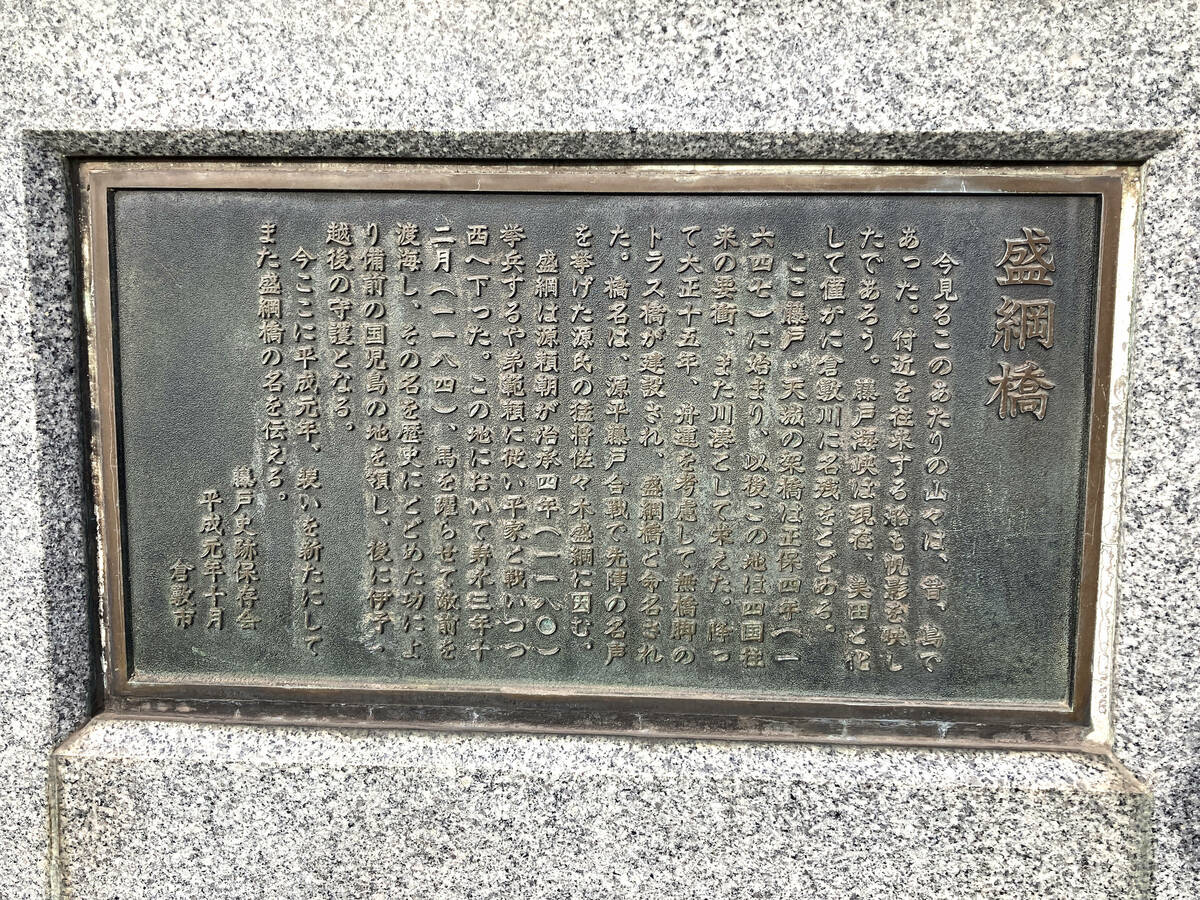 盛綱橋
今見るこのあたりの山々は、昔、島で
あった。付近を往来する船も帆影を映し
たであろう。藤戸海峡は現在、美田と化
して僅かに倉敷川に名残をとどめる。
ここ藤戸・天城の架橋は正保四年(一
六四七)に始まり、以後この地は四国往
来の要衝、また川湊として栄えた。降っ
て大正十五年、舟運を考慮して無橋脚の
トラス橋が建設され、盛綱橋と命名され
た。橋名は、源平藤戸合戦で先陣の名声
を挙げた源氏の猛将佐々木盛綱に因む。
盛綱は源頼朝が治承四年(一一八〇)
挙兵するや弟範頼に従い平家と戦いつつ
西へ下った。この地において寿永三年十
二月(一一八四)、馬を躍らせて敵前を
渡海し、その名を歴史にとどめた功によ
り備前の国児島の地を領し、後に伊予、
越後の守護となる。
今ここに平成元年、装いを新たにして
また盛綱橋の名を伝える。
藤戸史跡保存会
平成元年十月
倉敷市